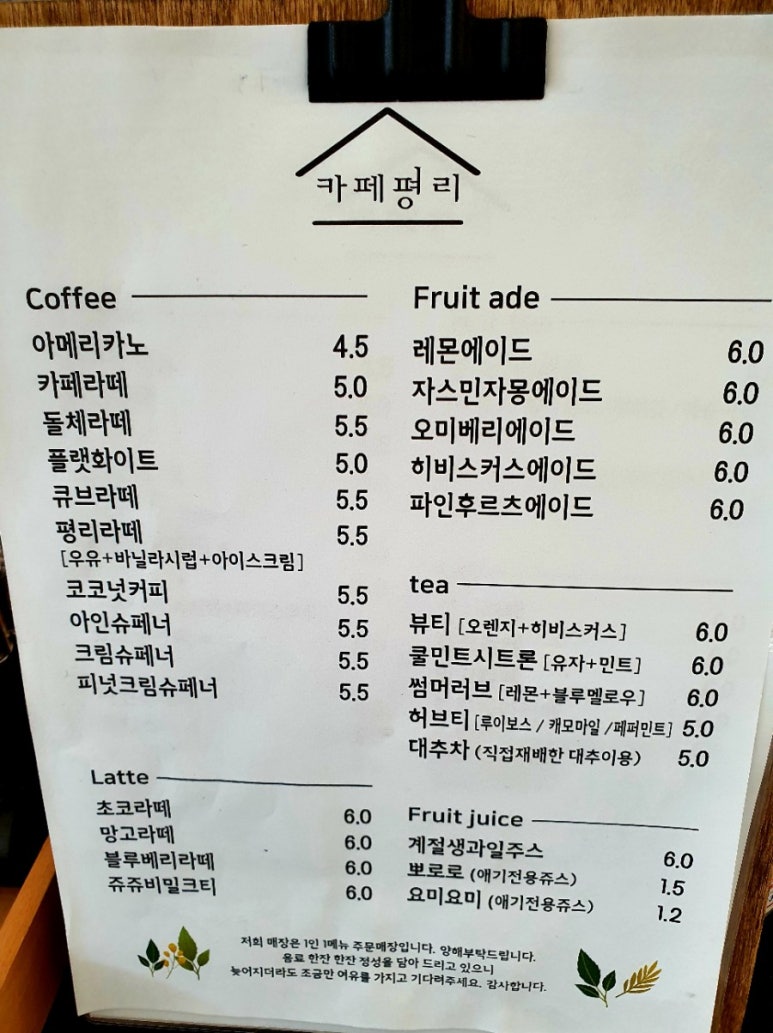 카페평리
Coffee
아메리카노 4.5
카페라떼 5.0
돌체라떼 5.5
플랫화이트 5.0
큐브라떼 5.5
평리라떼 5.5
[우유+바닐라시럽+아이스크림]
코코넛커피 5.5
아인슈페너 5.5
크림슈페너 5.5
피넛크림슈페너 5.5
Latte
초코라떼 6.0
망고라떼 6.0
블루베리라떼 6.0
쥬쥬비밀크티 6.0
Fruit ade
레몬에이드 6.0
자스민자몽에이드 6.0
오미베리에이드 6.0
히비스커스에이드 6.0
파인후르츠에이드 6.0
tea
뷰티 [오렌지+히비스커스] 6.0
쿨민트시트론 [유자+민트] 6.0
썸머러브 [레몬+블루멜로우] 6.0
허브티 [루이보스 / 캐모마일 /페퍼민트] 5.0
대추차 (직접재배한 대추이용) 5.0
Fruit juice
계절생과일주스 6.0
뽀로로 (애기전용쥬스) 1.5
요미요미 (애기전용쥬스) 1.2
저희 매장은 1인 1메뉴 주문매장입니다. 양해부탁드립니다.
음료 한잔 한잔 정성을 담아 드리고 있으니
늦어지더라도 조금만 여유를 가지고 기다려주세요. 감사합니다.